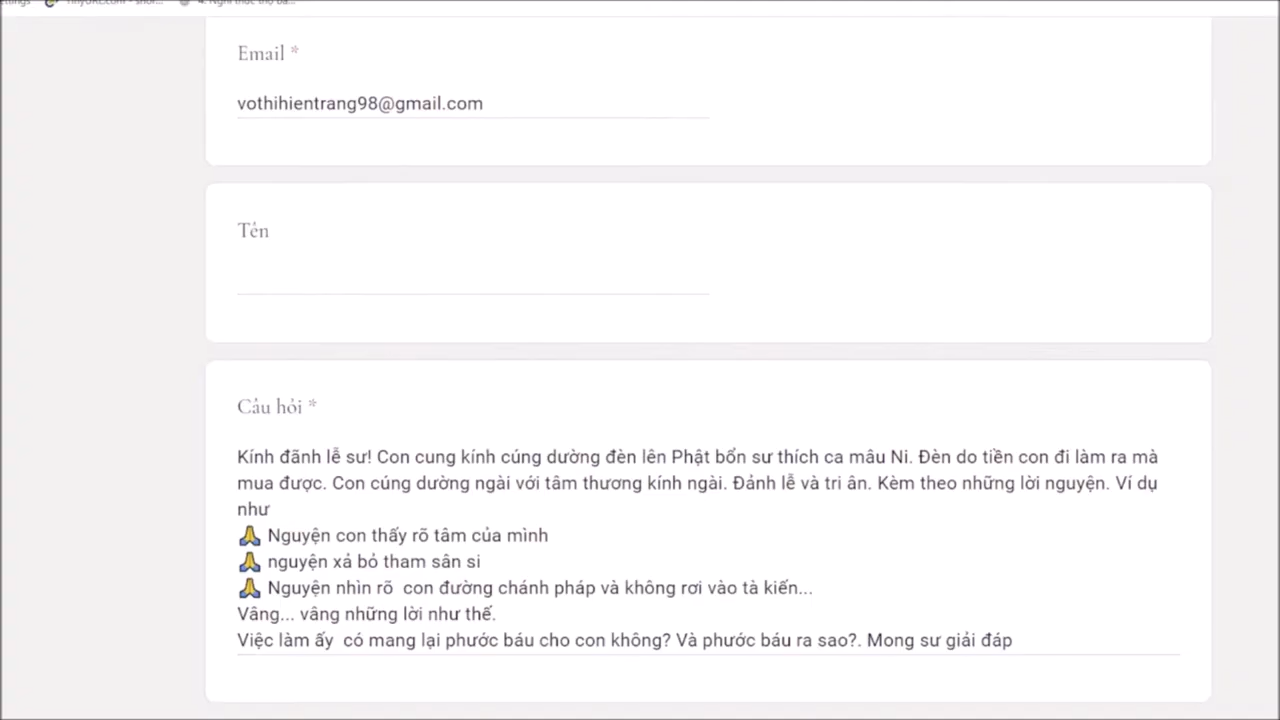 Email *
vothihientrang98@gmail.com
Tên
Câu hỏi *
Kính đãnh lễ sư! Con cung kính cúng dường đèn lên Phật bổn sư thích ca mâu Ni. Đèn do tiền con đi làm ra mà
mua được. Con cúng dường ngài với tâm thương kính ngài. Đảnh lễ và tri ân. Kèm theo những lời nguyện. Ví dụ
như
🙏 Nguyện con thấy rõ tâm của mình
🙏 nguyện xả bỏ tham sân si
🙏 Nguyện nhìn rõ  con đường chánh pháp và không rơi vào tà kiến...
Vâng... vâng những lời như thế.
Việc làm ấy  có mang lại phước báu cho con không? Và phước báu ra sao?. Mong sư giải đáp